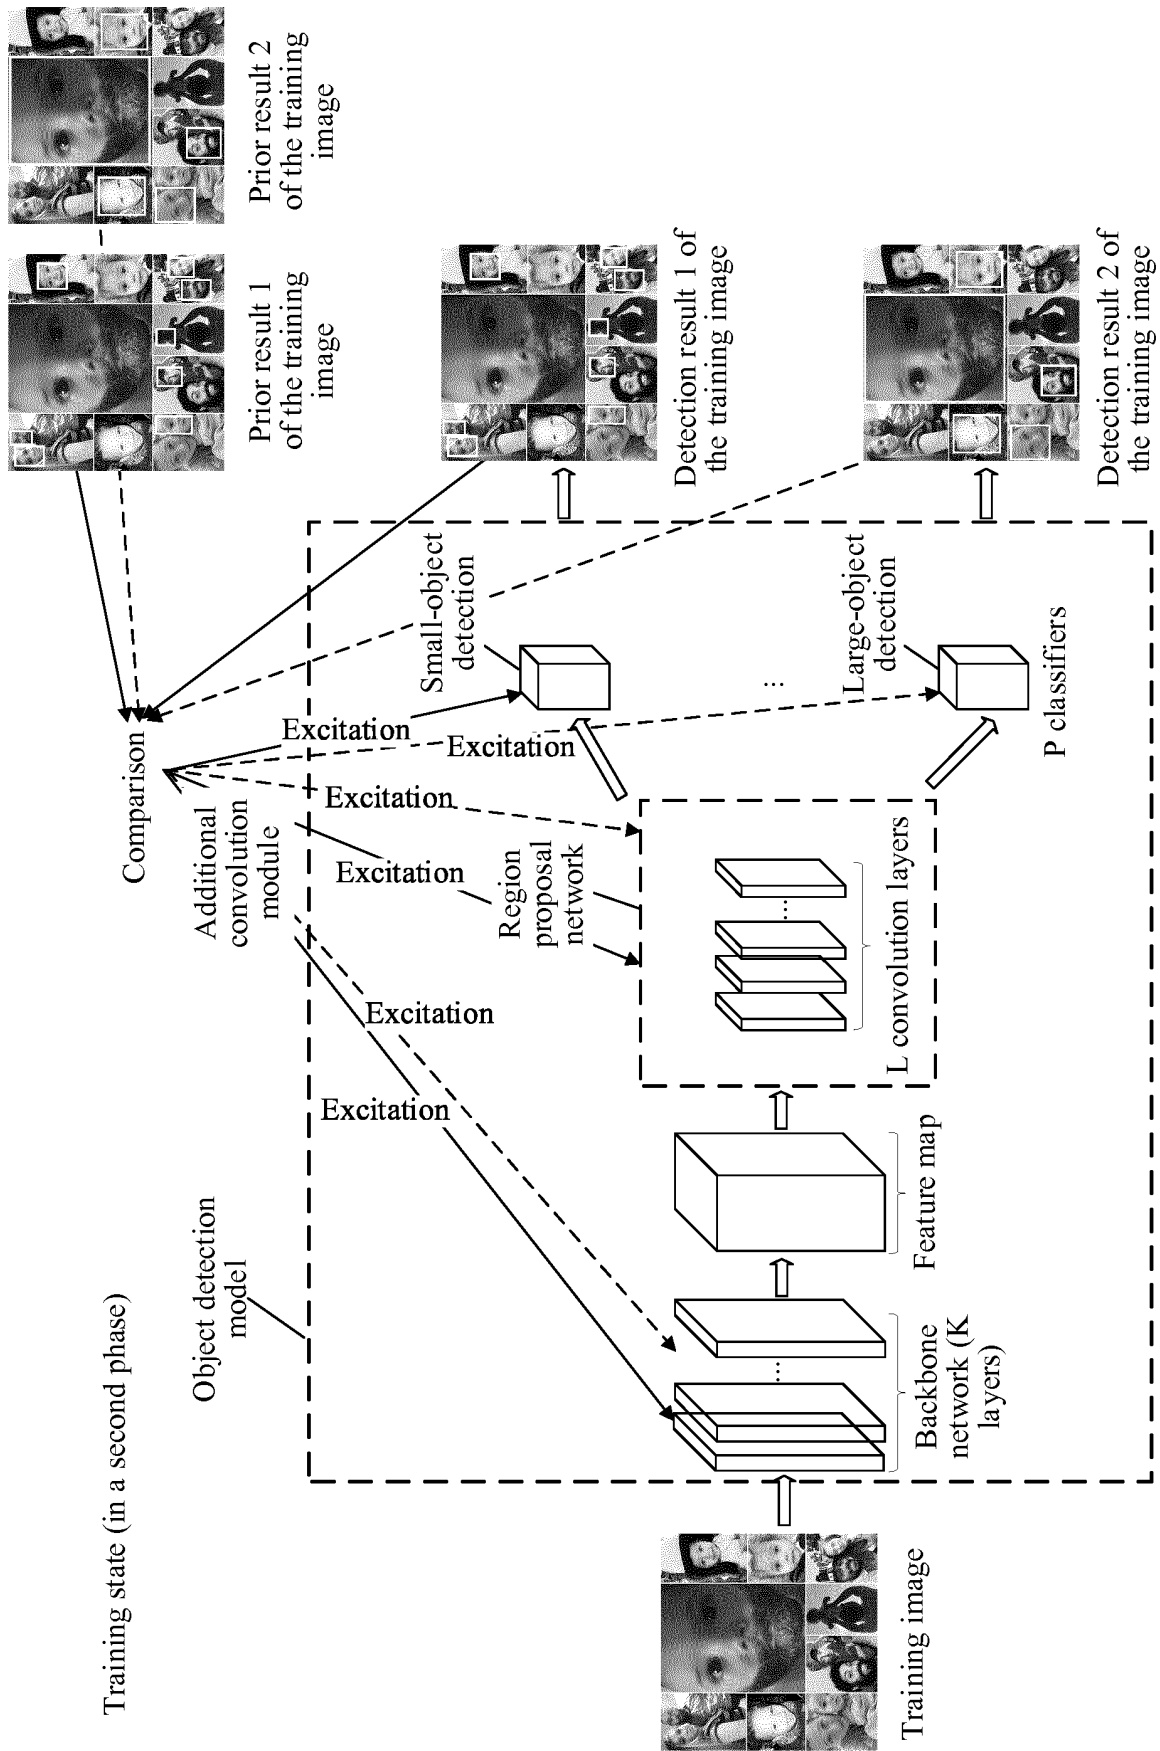 Training state (in a second phase)
Object detection
model
Comparison
Additional
convolution
module
Prior result 1
of the training
image
Prior result 2
of the training
image
Excitation
Excitation
Excitation
Excitation
Excitation
Excitation
Region
proposal
network
Small-object
detection
Large-object
detection
...
...
...
P classifiers
L convolution layers
Feature map
Backbone
network (K
layers)
Training image
Detection result 1 of
the training image
Detection result 2 of
the training image